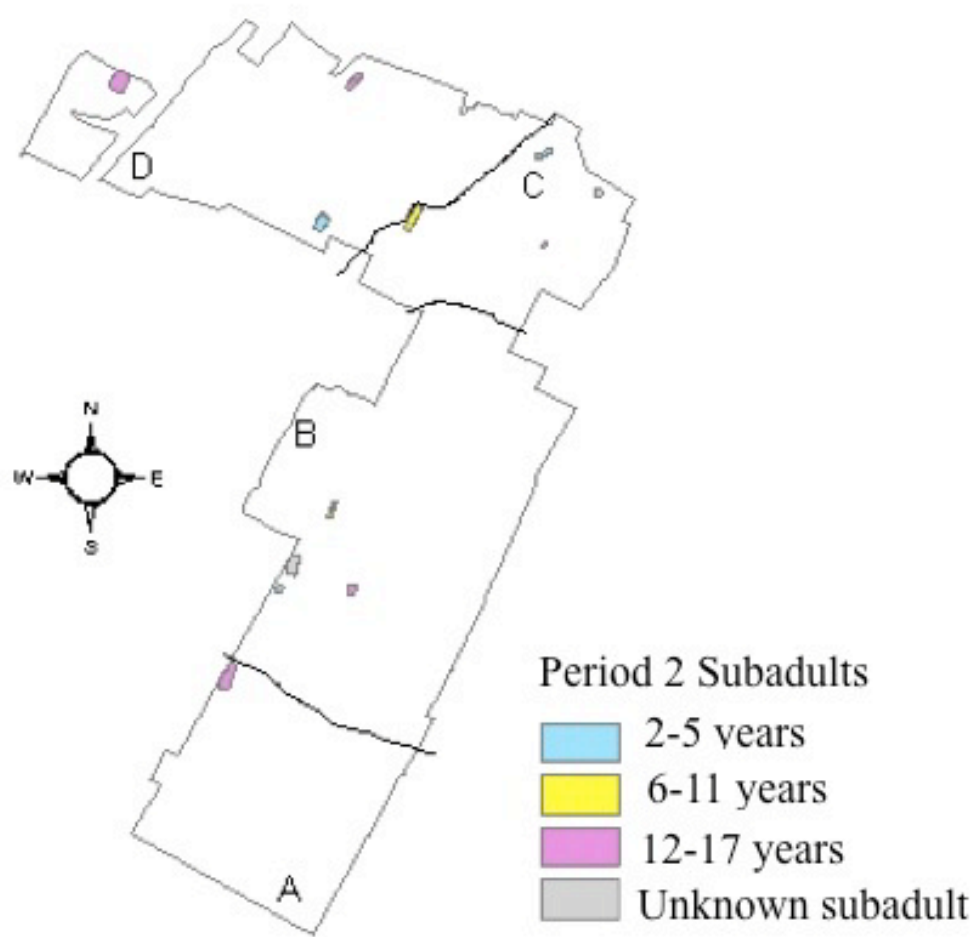 D
C
B
N
W E
S
A
Period 2 Subadults
2-5 years
6-11 years
12-17 years
Unknown subadult